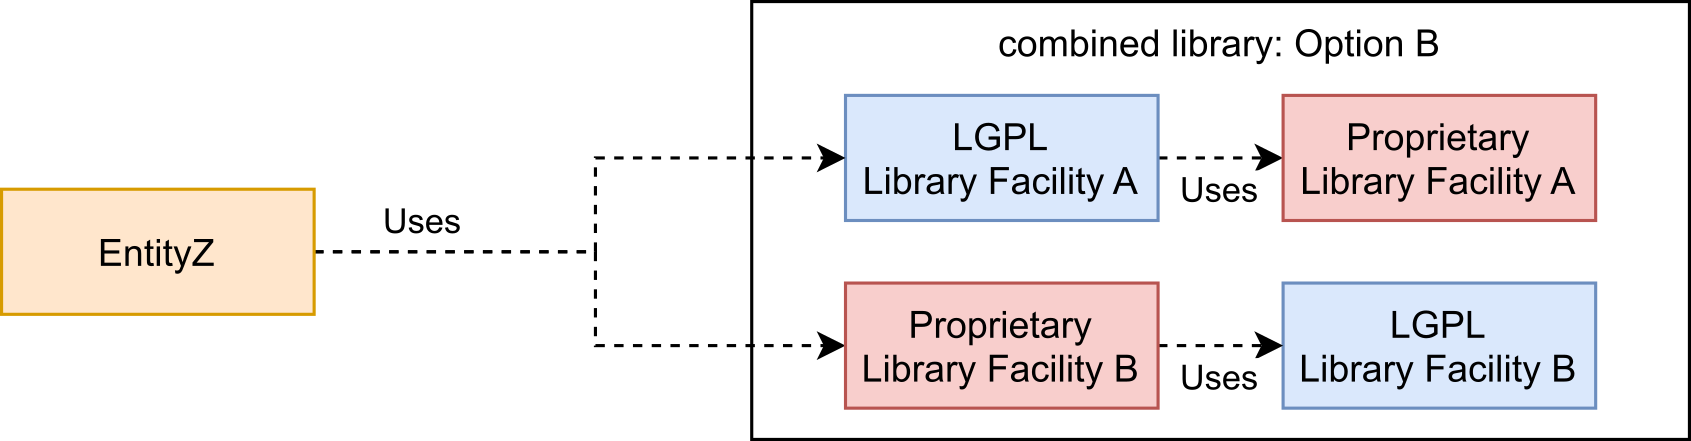 combined library: Option B
LGPL
Library Facility A
Uses
Proprietary
Library Facility A
EntityZ
Uses
Proprietary
Library Facility B
Uses
LGPL
Library Facility B